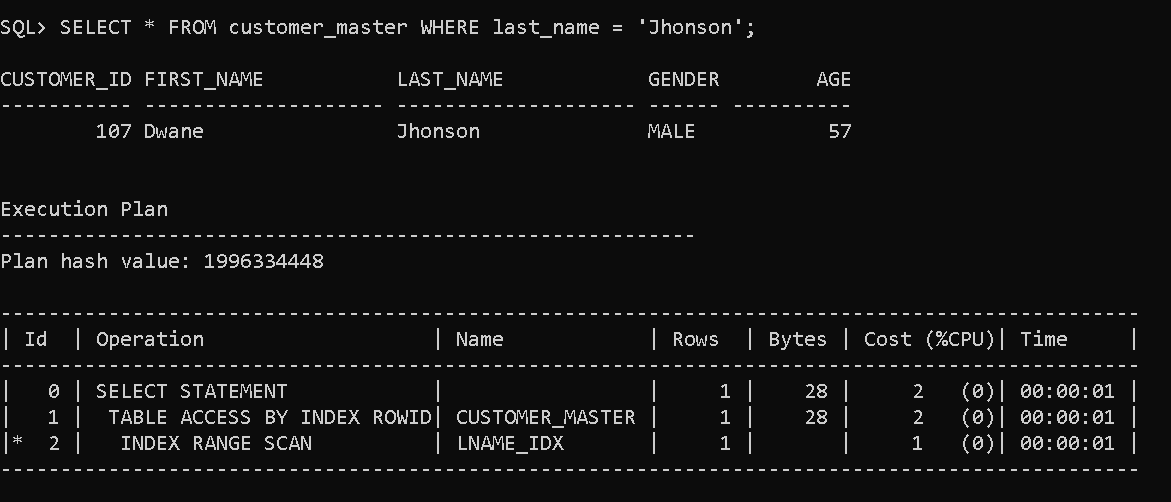 SQL> SELECT * FROM customer_master WHERE last_name = 'Jhonson';
CUSTOMER_ID FIRST_NAME           LAST_NAME            GENDER        AGE
----------- -------------------- -------------------- ------ ----------
        107 Dwane                Jhonson              MALE           57
Execution Plan
----------------------------------------------------------
Plan hash value: 1996334448
-----------------------------------------------------------------------------------------------
| Id  | Operation                   | Name            | Rows  | Bytes | Cost (%CPU)| Time     |
-----------------------------------------------------------------------------------------------
|   0 | SELECT STATEMENT            |                 |     1 |    28 |     2   (0)| 00:00:01 |
|   1 |  TABLE ACCESS BY INDEX ROWID| CUSTOMER_MASTER |     1 |    28 |     2   (0)| 00:00:01 |
|*  2 |   INDEX RANGE SCAN          | LNAME_IDX       |     1 |       |     1   (0)| 00:00:01 |
-----------------------------------------------------------------------------------------------